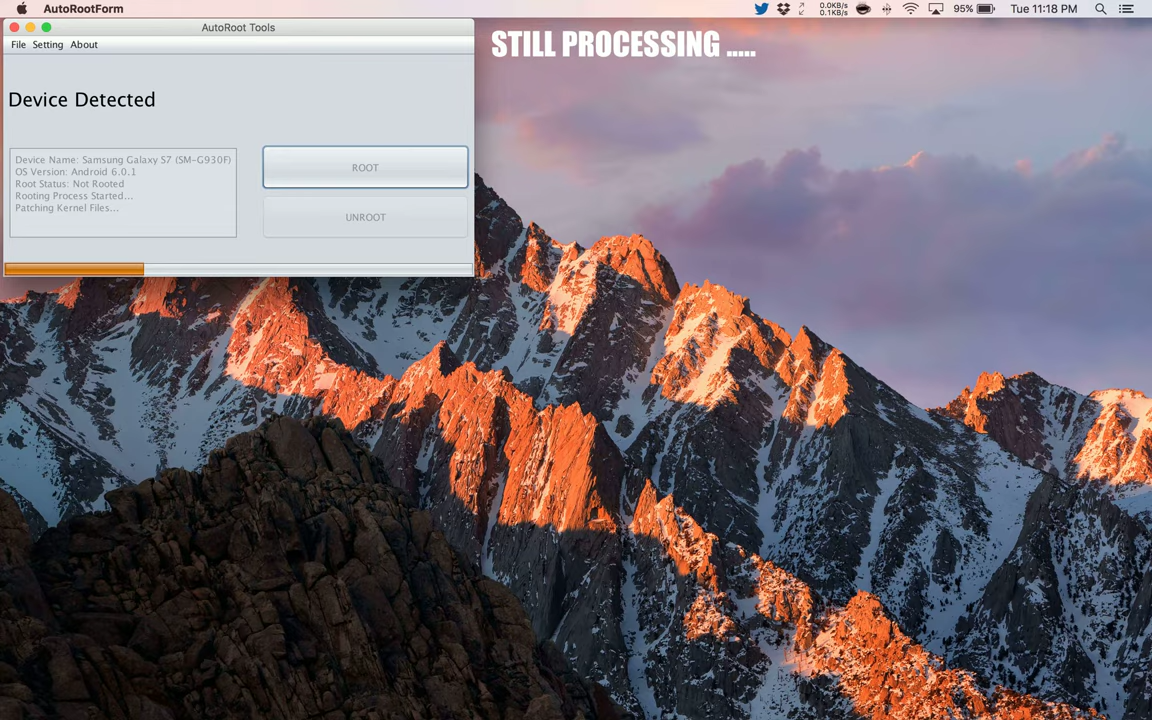 AutoRootForm
0.0KB/s
0.1KB/s
95%
Tue 11:18 PM
AutoRoot Tools
File Setting About
STILL PROCESSING .....
Device Detected
Device Name: Samsung Galaxy S7 (SM-G930F)
OS Version: Android 6.0.1
Root Status: Not Rooted
Rooting Process Started...
Patching Kernel Files...
ROOT
UNROOT